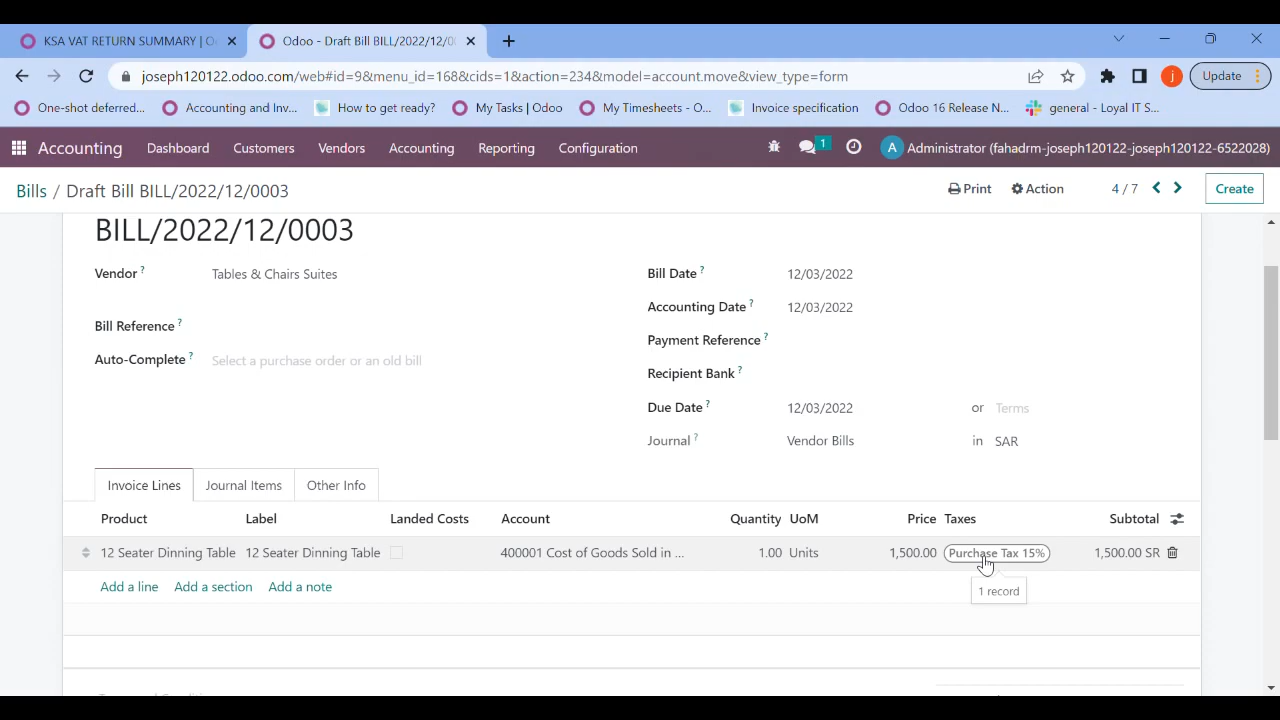 KSA VAT RETURN SUMMARY | O
Odoo - Draft Bill BILL/2022/12/0
joseph120122.odoo.com/web#id=9&menu_id=168&cids=1&action=234&model=account.move&view_type=form
j
Update
One-shot deferred...
Accounting and Inv...
How to get ready?
My Tasks | Odoo
My Timesheets - O...
Invoice specification
Odoo 16 Release N...
general - Loyal IT S...
Accounting
Dashboard
Customers
Vendors
Accounting
Reporting
Configuration
1
A
Administrator (fahadrm-joseph120122-joseph120122-6522028)
Bills / Draft Bill BILL/2022/12/0003
Print
Action
4 / 7
Create
BILL/2022/12/0003
Vendor ? Tables & Chairs Suites
Bill Reference ?
Auto-Complete ? Select a purchase order or an old bill
Bill Date ? 12/03/2022
Accounting Date ? 12/03/2022
Payment Reference ?
Recipient Bank ?
Due Date ? 12/03/2022 or Terms
Journal ? Vendor Bills in SAR
Invoice Lines
Journal Items
Other Info
Product Label Landed Costs Account Quantity UoM Price Taxes Subtotal
12 Seater Dinning Table 12 Seater Dinning Table 400001 Cost of Goods Sold in ... 1.00 Units 1,500.00 Purchase Tax 15% 1,500.00 SR
Add a line Add a section Add a note
1 record